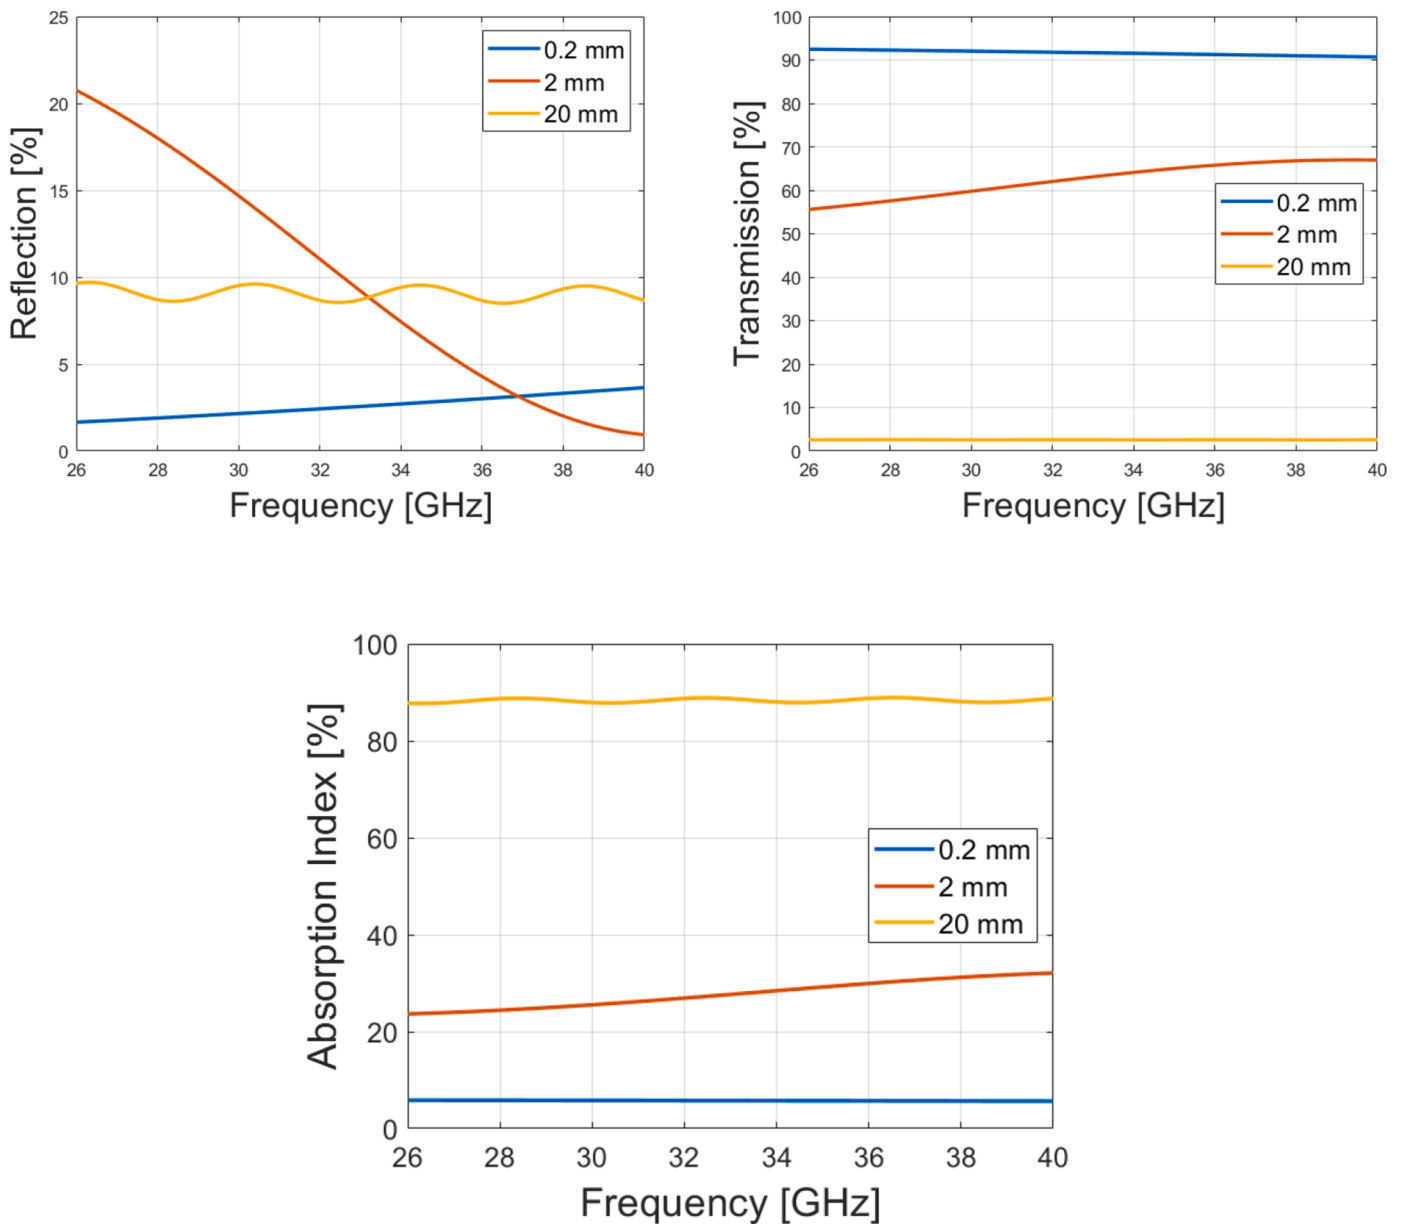 25
20
15
10
5
0
Reflection [%]
0.2 mm
2 mm
20 mm
26 28 30 32 34 36 38 40
Frequency [GHz]
100
90
80
70
60
50
40
30
20
10
0
Transmission [%]
0.2 mm
2 mm
20 mm
26 28 30 32 34 36 38 40
Frequency [GHz]
100
80
60
40
20
0
Absorption Index [%]
0.2 mm
2 mm
20 mm
26 28 30 32 34 36 38 40
Frequency [GHz]